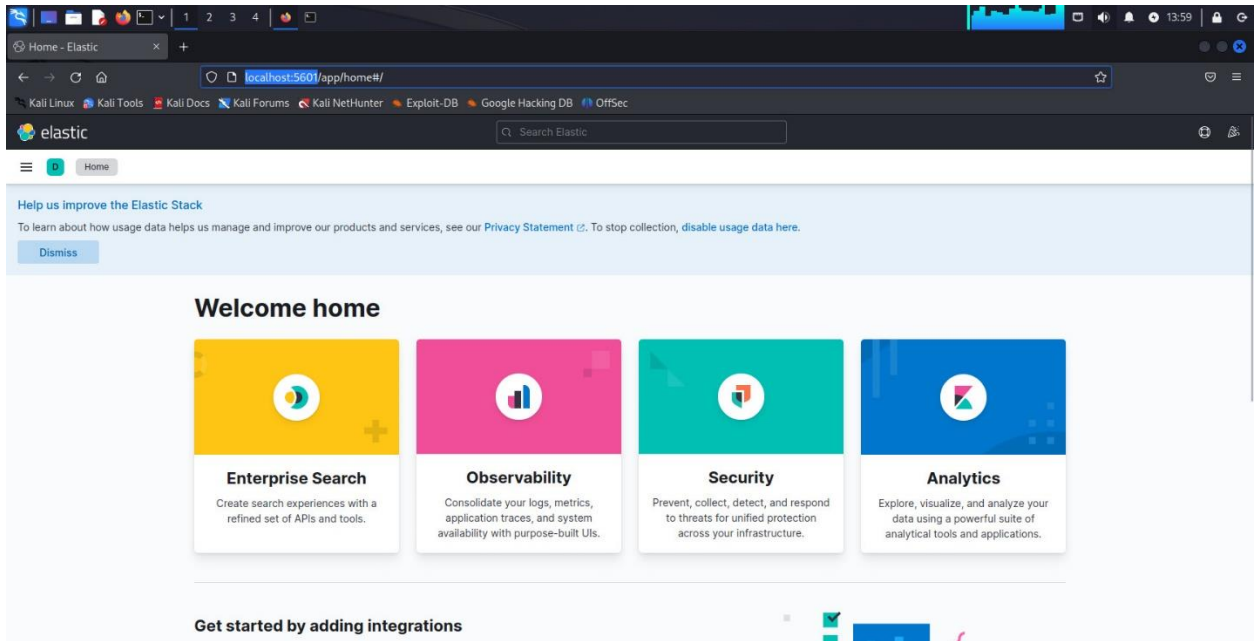 1 2 3 4 13:59
Home - Elastic × +
localhost:5601/app/home#/
Kali Linux Kali Tools Kali Docs Kali Forums Kali NetHunter Exploit-DB Google Hacking DB OffSec
elastic Search Elastic
D Home
Help us improve the Elastic Stack
To learn about how usage data helps us manage and improve our products and services, see our Privacy Statement. To stop collection, disable usage data here.
Dismiss
Welcome home
Enterprise Search
Create search experiences with a
refined set of APIs and tools.
Observability
Consolidate your logs, metrics,
application traces, and system
availability with purpose-built UIs.
Security
Prevent, collect, detect, and respond
to threats for unified protection
across your infrastructure.
Analytics
Explore, visualize, and analyze your
data using a powerful suite of
analytical tools and applications.
Get started by adding integrations